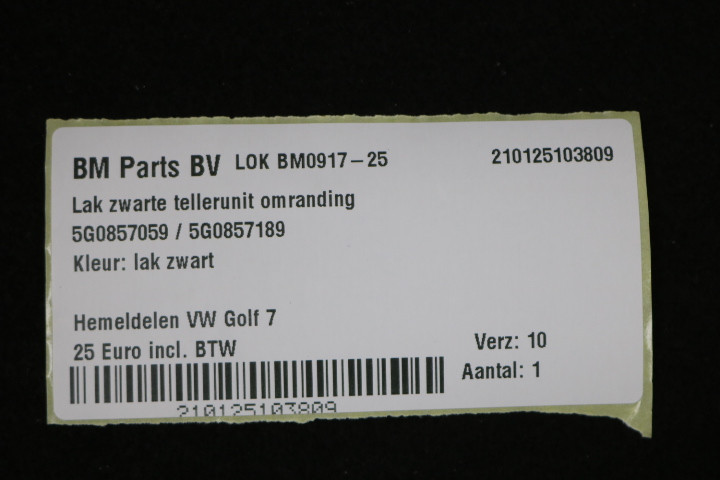 BM Parts BV LOK BM0917-25 210125103809
Lak zwarte tellerunit omranding
5G0857059 / 5G0857189
Kleur: lak zwart
Hemeldelen VW Golf 7
25 Euro incl. BTW Verz: 10
Aantal: 1
210125103809